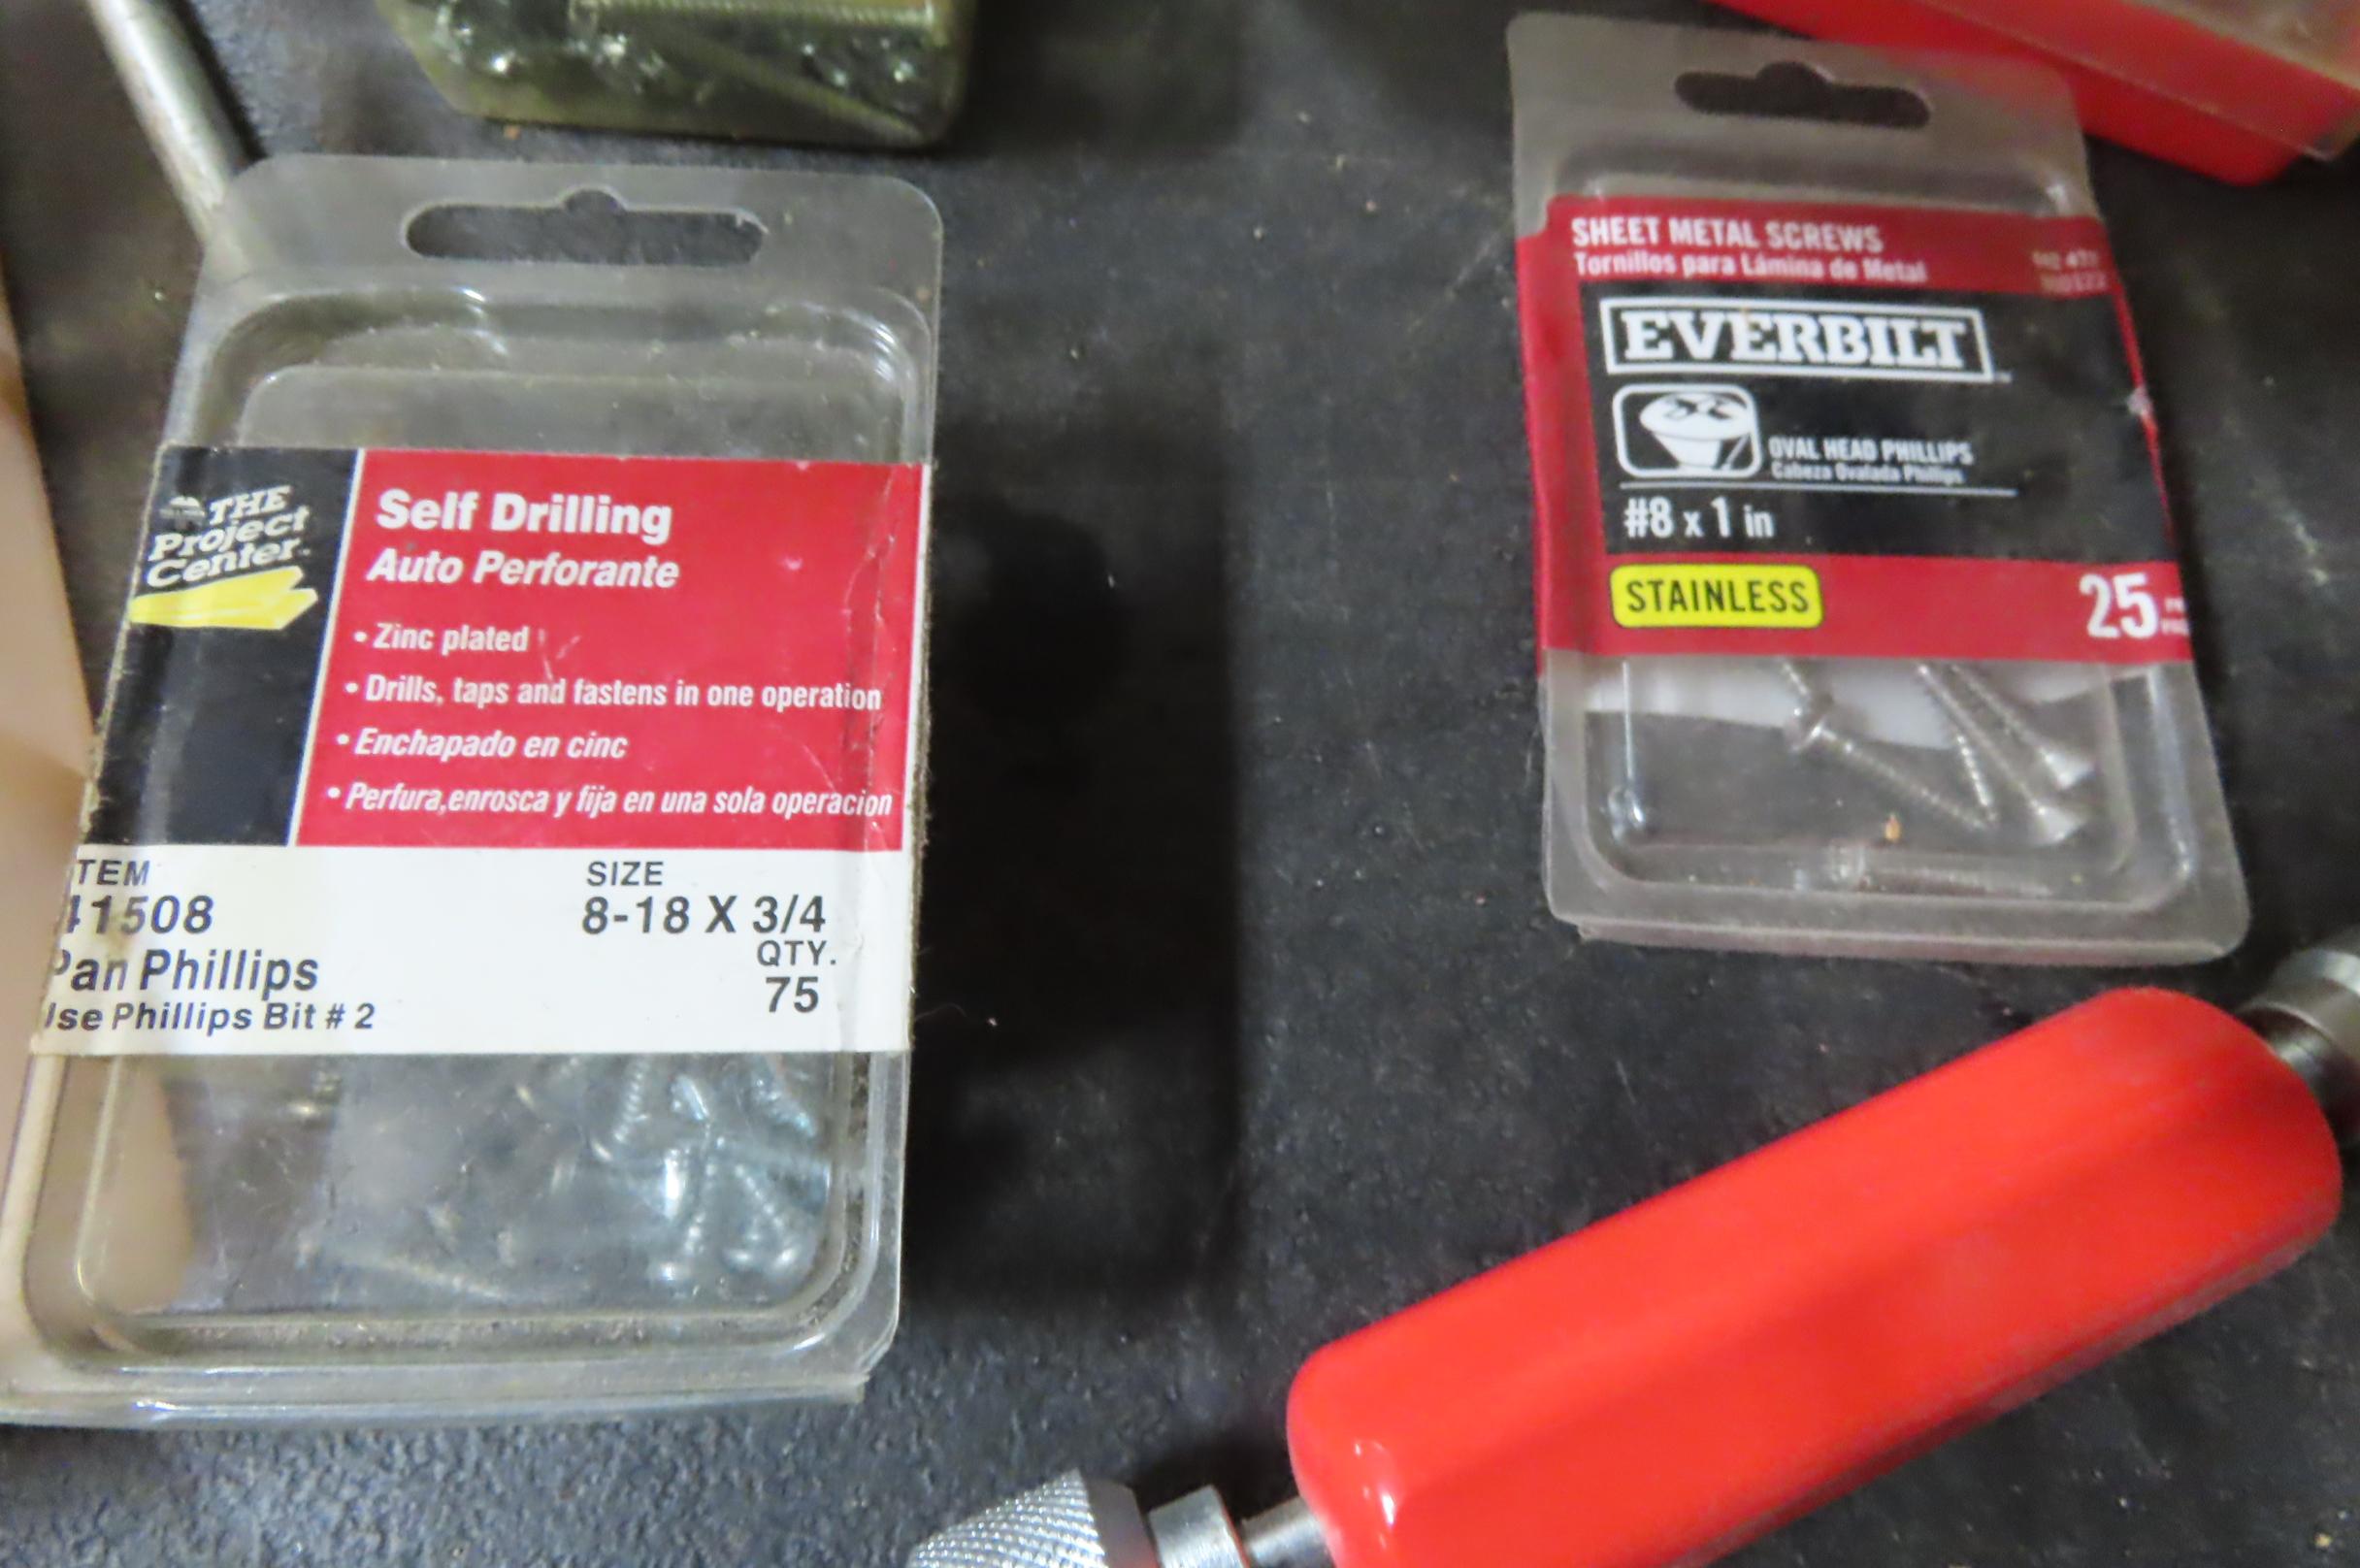 THE
Project
Center
Self Drilling
Auto Perforante
• Zinc plated
• Drills, taps and fastens in one operation
• Enchapado en cinc
• Perfura,enrosca y fija en una sola operacion
TEM
41508
Pan Phillips
Use Phillips Bit # 2
SIZE
8-18 X 3/4
QTY.
75
SHEET METAL SCREWS
Tornillos para Lámina de Metal
EVERBILT
OVAL HEAD PHILLIPS
Cabeza Ovalada Phillips
#8 x 1 in
STAINLESS
25